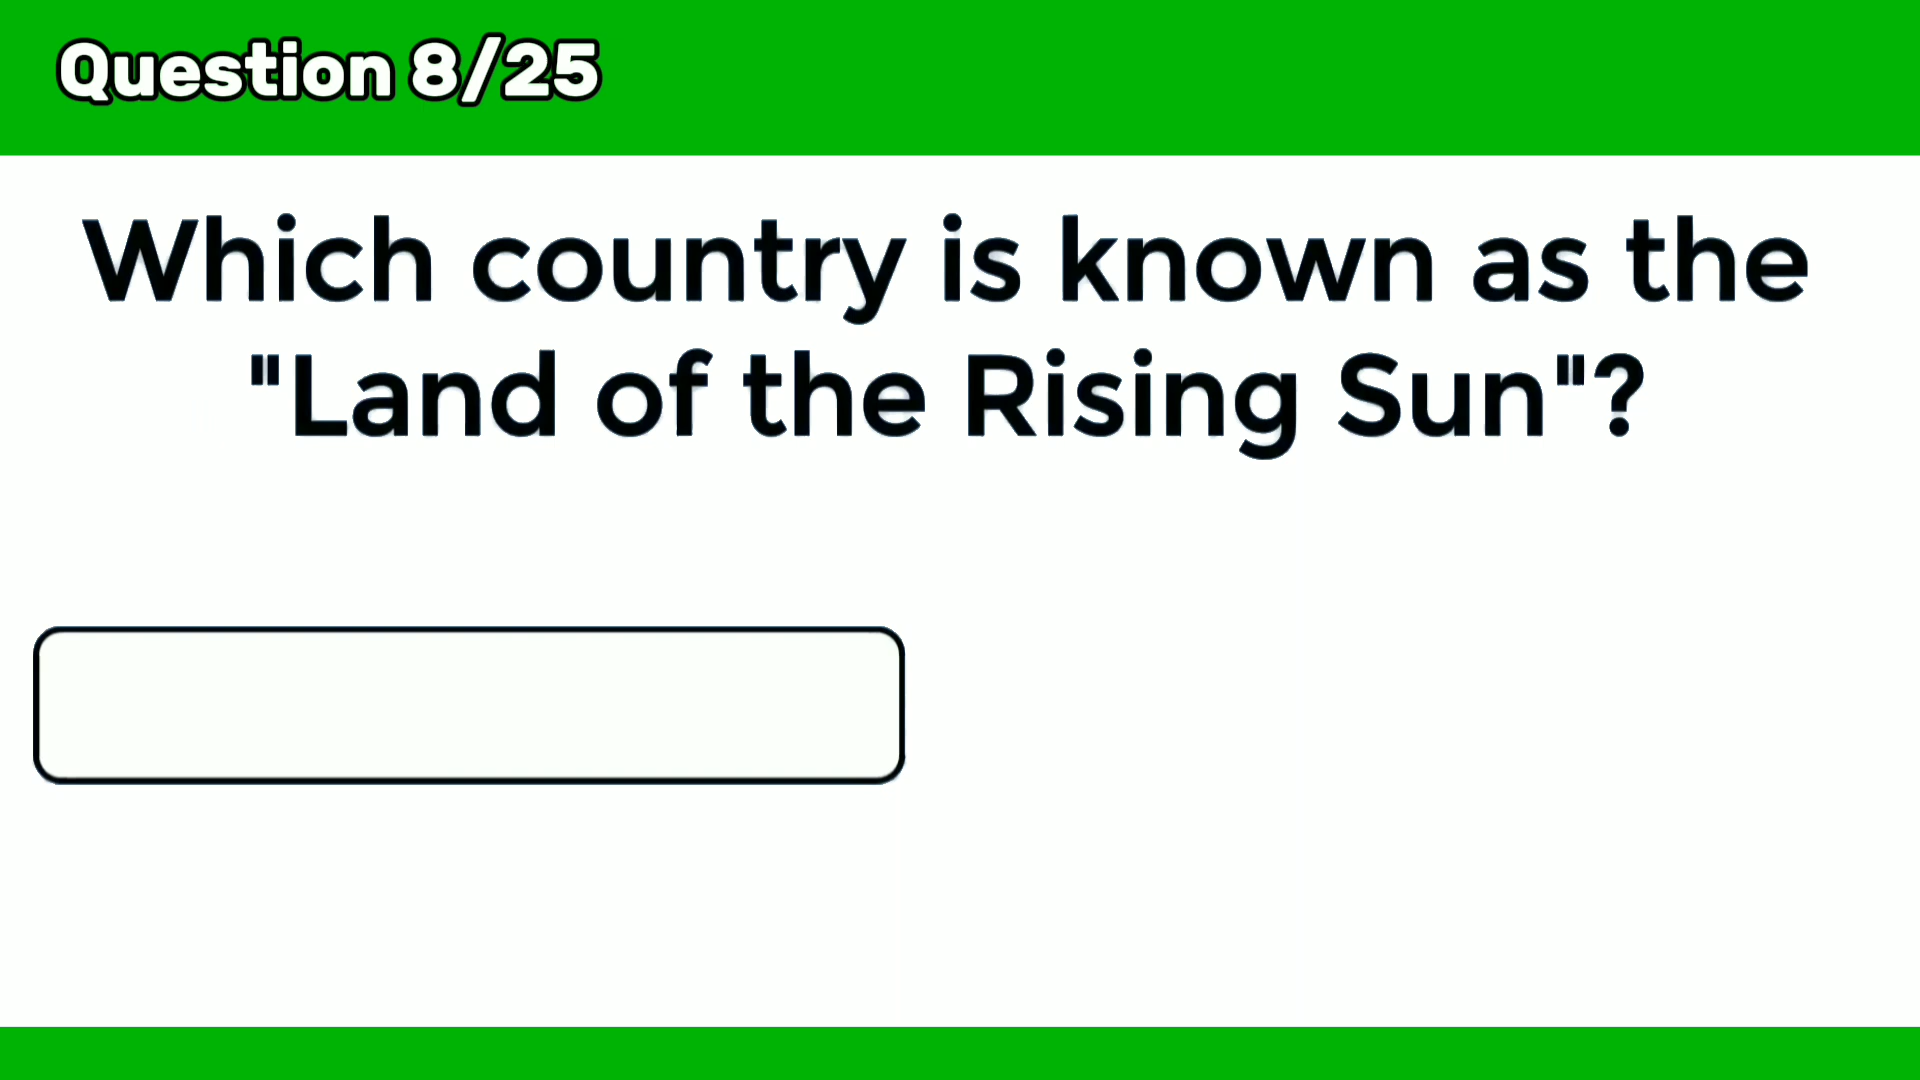 Question 8/25
Which country is known as the
"Land of the Rising Sun"?